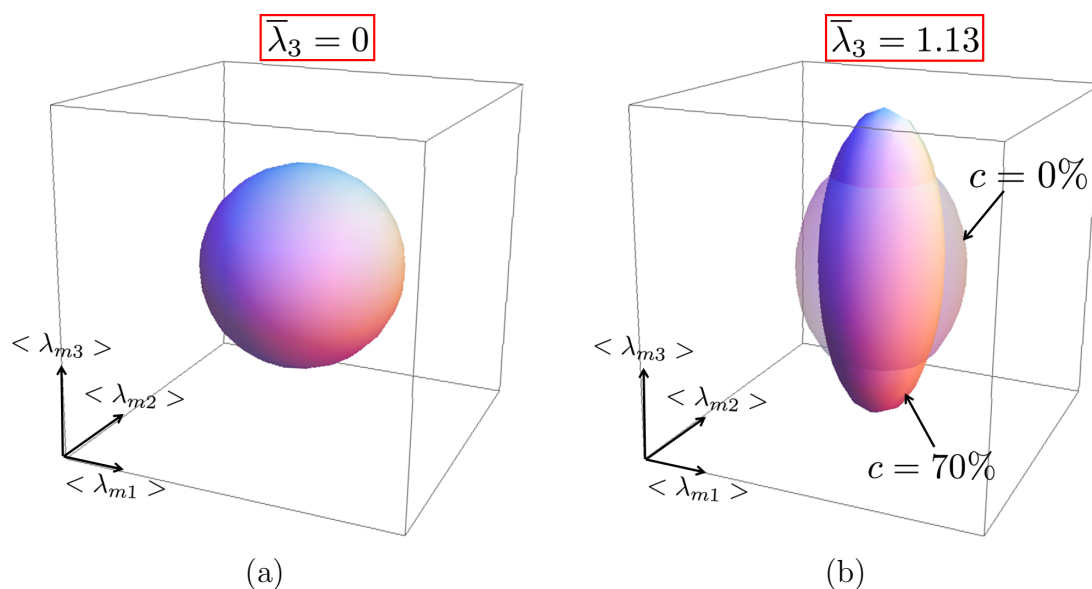 λ̅₃ = 0
< λₘ₃ >
< λₘ₂ >
< λₘ₁ >
(a)
λ̅₃ = 1.13
c = 0%
< λₘ₃ >
< λₘ₂ >
< λₘ₁ >
c = 70%
(b)